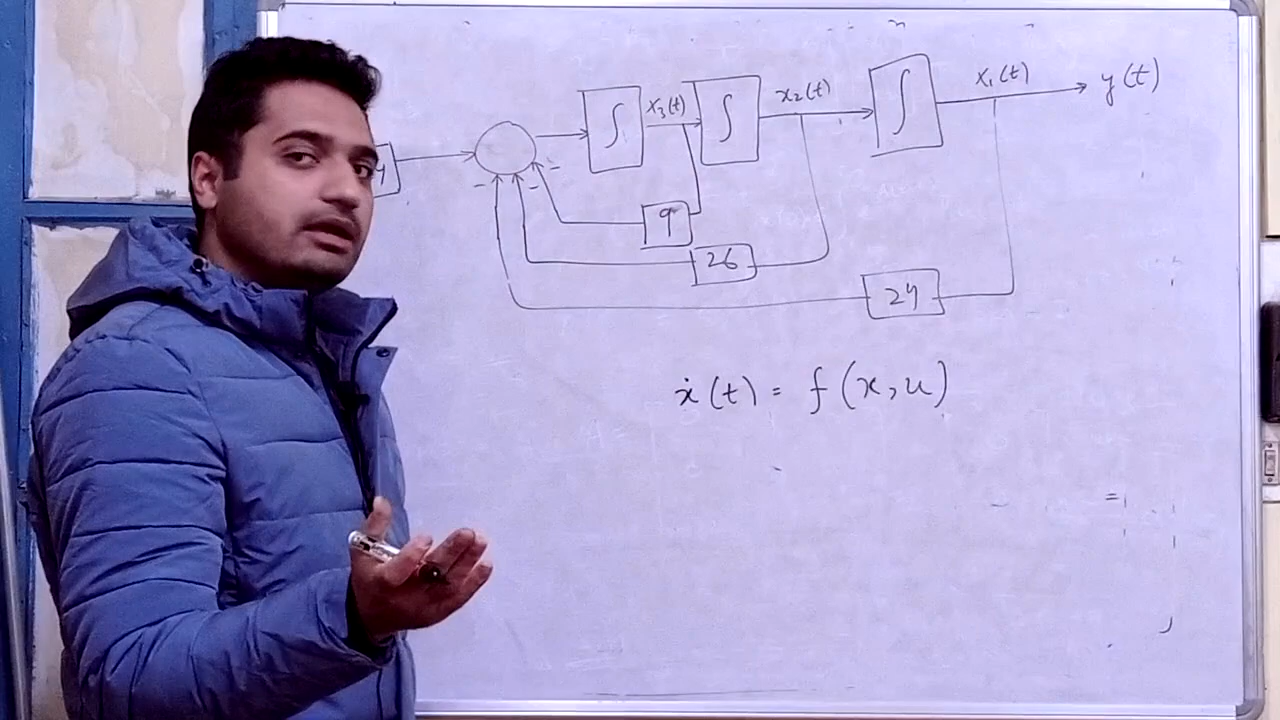 ∫ x₃(t) ∫ x₂(t) ∫ x₁(t) y(t)
9
26
24
ẋ(t) = f(x, u)
=